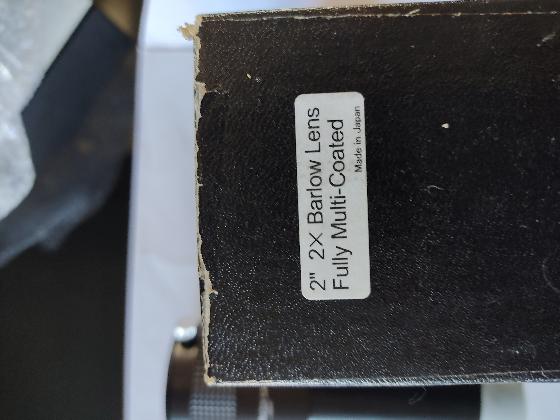 2" 2X Barlow Lens
Fully Multi-Coated
Made in Japan